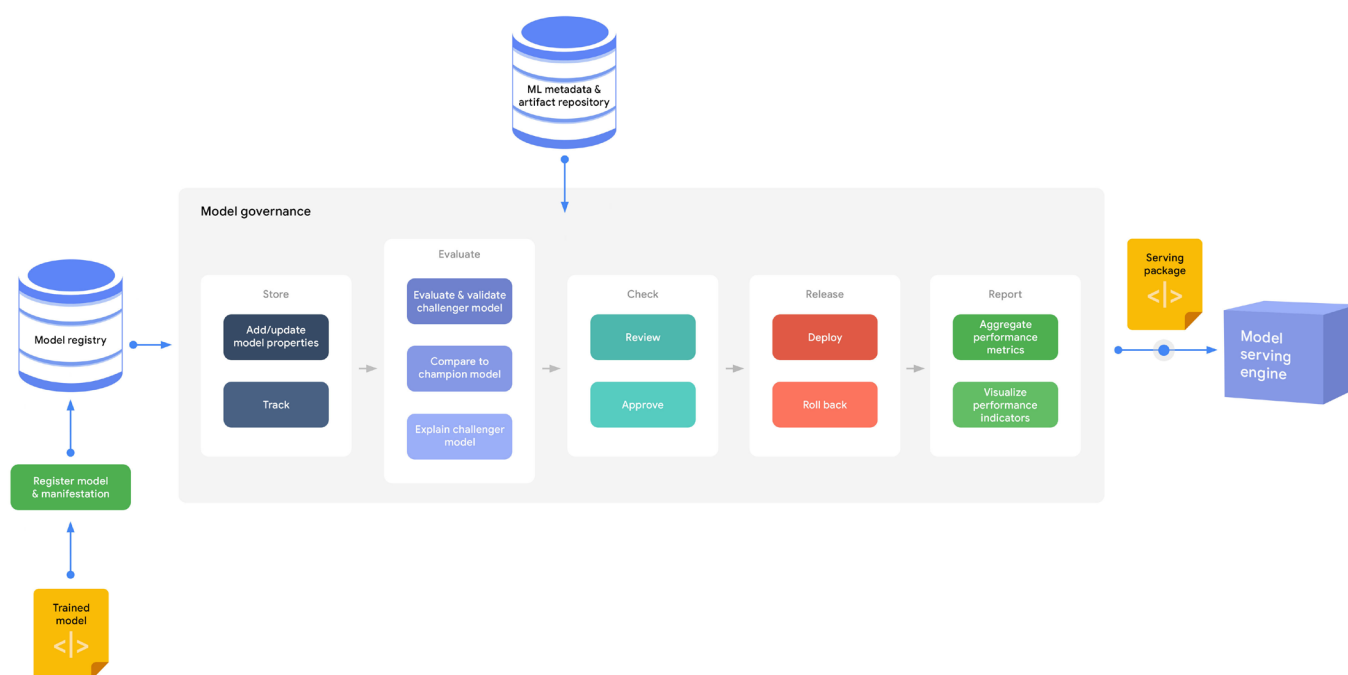 ML metadata &
artifact repository
Model governance
Model registry
Register model
& manifestation
Trained
model
</>
Store
Add/update
model properties
Track
Evaluate
Evaluate & validate
challenger model
Compare to
champion model
Explain challenger
model
Check
Review
Approve
Release
Deploy
Roll back
Report
Aggregate
performance
metrics
Visualize
performance
indicators
Serving
package
<|>
Model
serving
engine